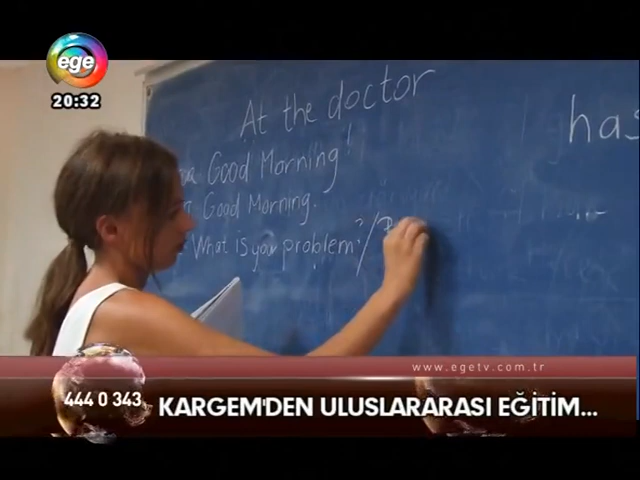 ege
20:32
At the doctor
has
Good Morning!
Good Morning.
What is your problem? /
www.egetv.com.tr
444 0 343
KARGEM'DEN ULUSLARARASI EĞİTİM...